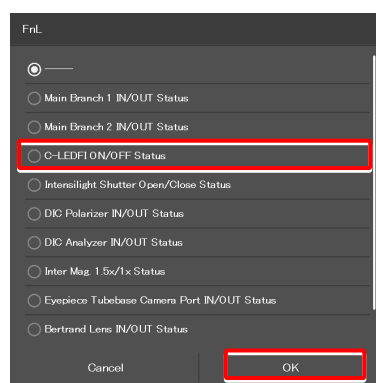 FnL
Main Branch 1 IN/OUT Status
Main Branch 2 IN/OUT Status
C-LEDFI ON/OFF Status
Intensilight Shutter Open/Close Status
DIC Polarizer IN/OUT Status
DIC Analyzer IN/OUT Status
Inter Mag. 1.5x/1x Status
Eyepiece Tubebase Camera Port IN/OUT Status
Bertrand Lens IN/OUT Status
Cancel OK